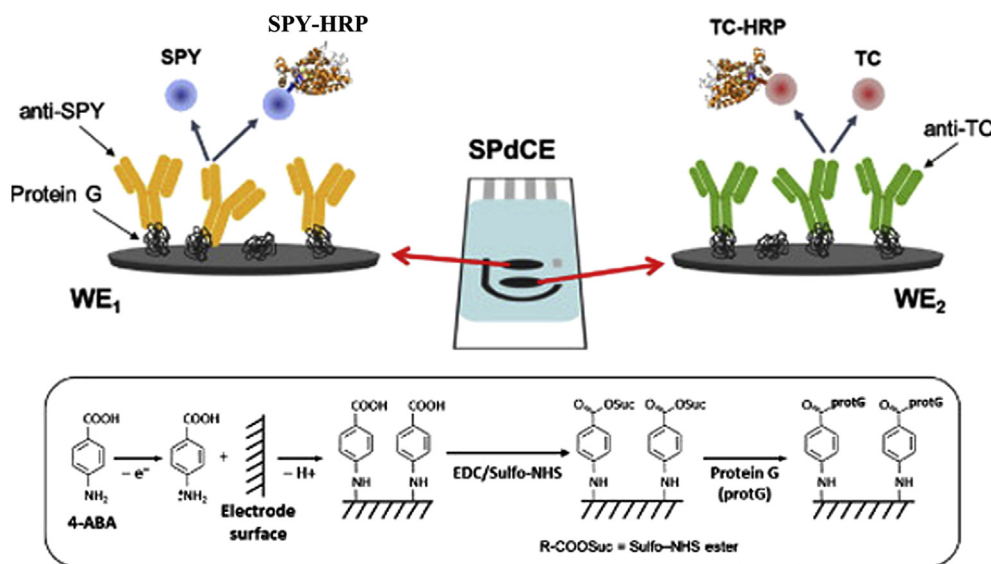 SPY-HRP
SPY
anti-SPY
Protein G
WE₁
SPdCE
TC-HRP
TC
anti-TC
WE₂
COOH
NH₂
4-ABA
– e⁻
COOH
•NH₂
+
Electrode
surface
– H+
COOH COOH
NH NH
EDC/Sulfo-NHS
O OSuc O OSuc
NH NH
R-COOSuc = Sulfo–NHS ester
Protein G
(protG)
O protG O protG
NH NH